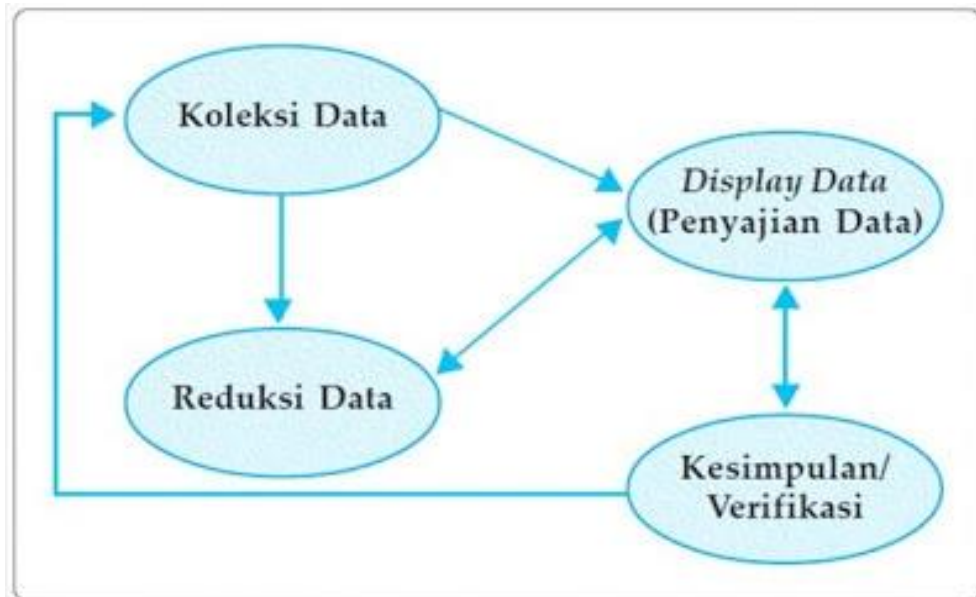 Koleksi Data
Display Data
(Penyajian Data)
Reduksi Data
Kesimpulan/
Verifikasi